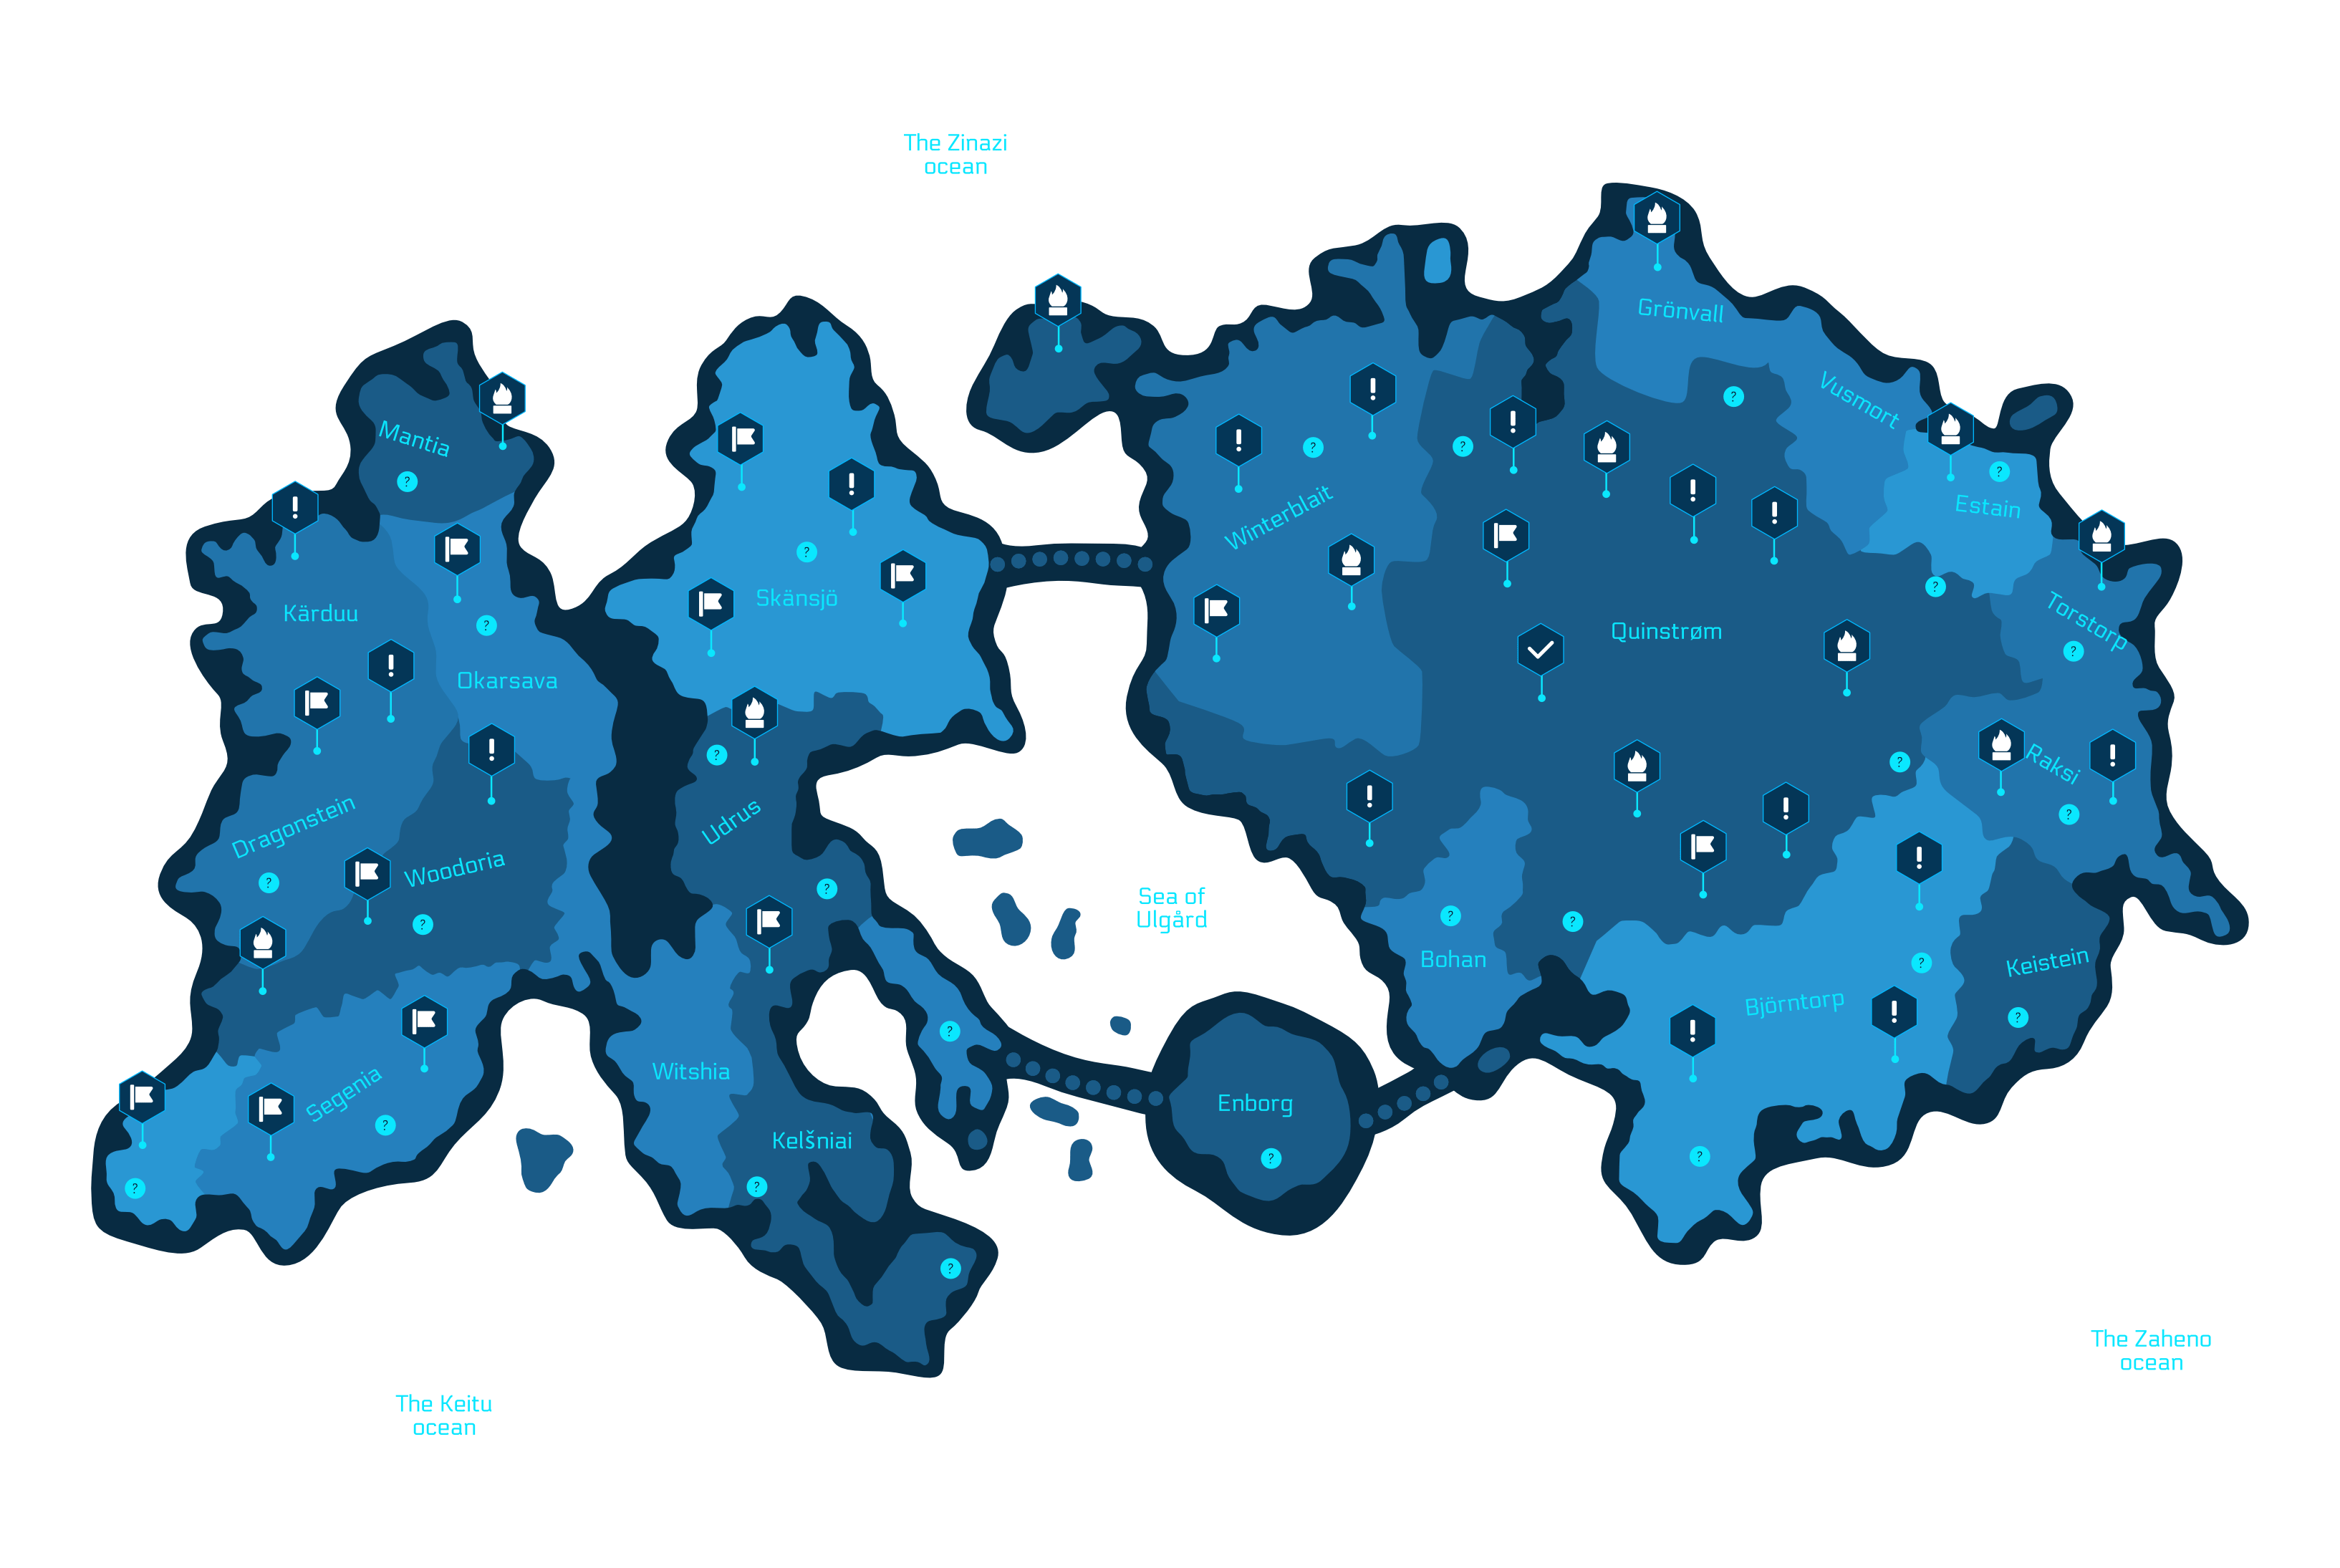 The Zinazi
ocean
Grönvall
Vusmort
Mantia
Estain
Winterblait
Kärduu
Skänsjö
Torstorp
Quinstrøm
Okarsava
Raksi
Dragonstein
Udrus
Woodoria
Sea of
Ulgård
Bohan
Keistein
Björntorp
Witshia
Segenia
Enborg
Kelšniai
The Zaheno
ocean
The Keitu
ocean